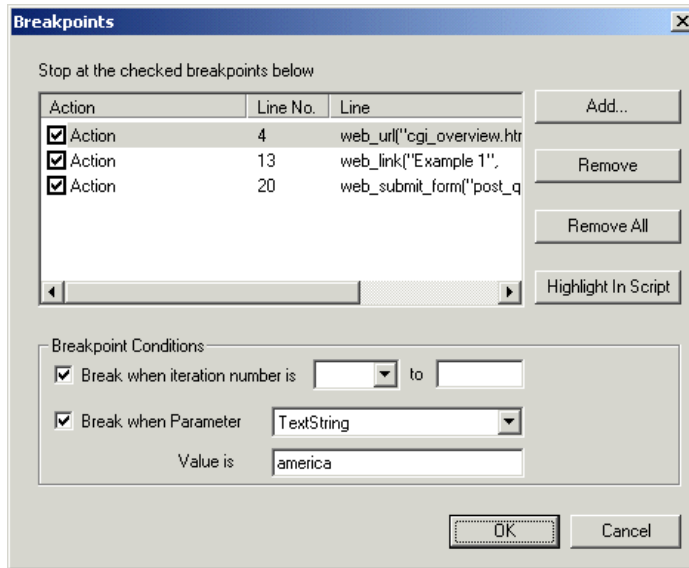 Breakpoints
Stop at the checked breakpoints below
Action Line No. Line
Action 4 web_url("cgi_overview.htm
Action 13 web_link("Example 1",
Action 20 web_submit_form("post_q
Add...
Remove
Remove All
Highlight In Script
Breakpoint Conditions
Break when iteration number is to
Break when Parameter TextString
Value is america
OK Cancel